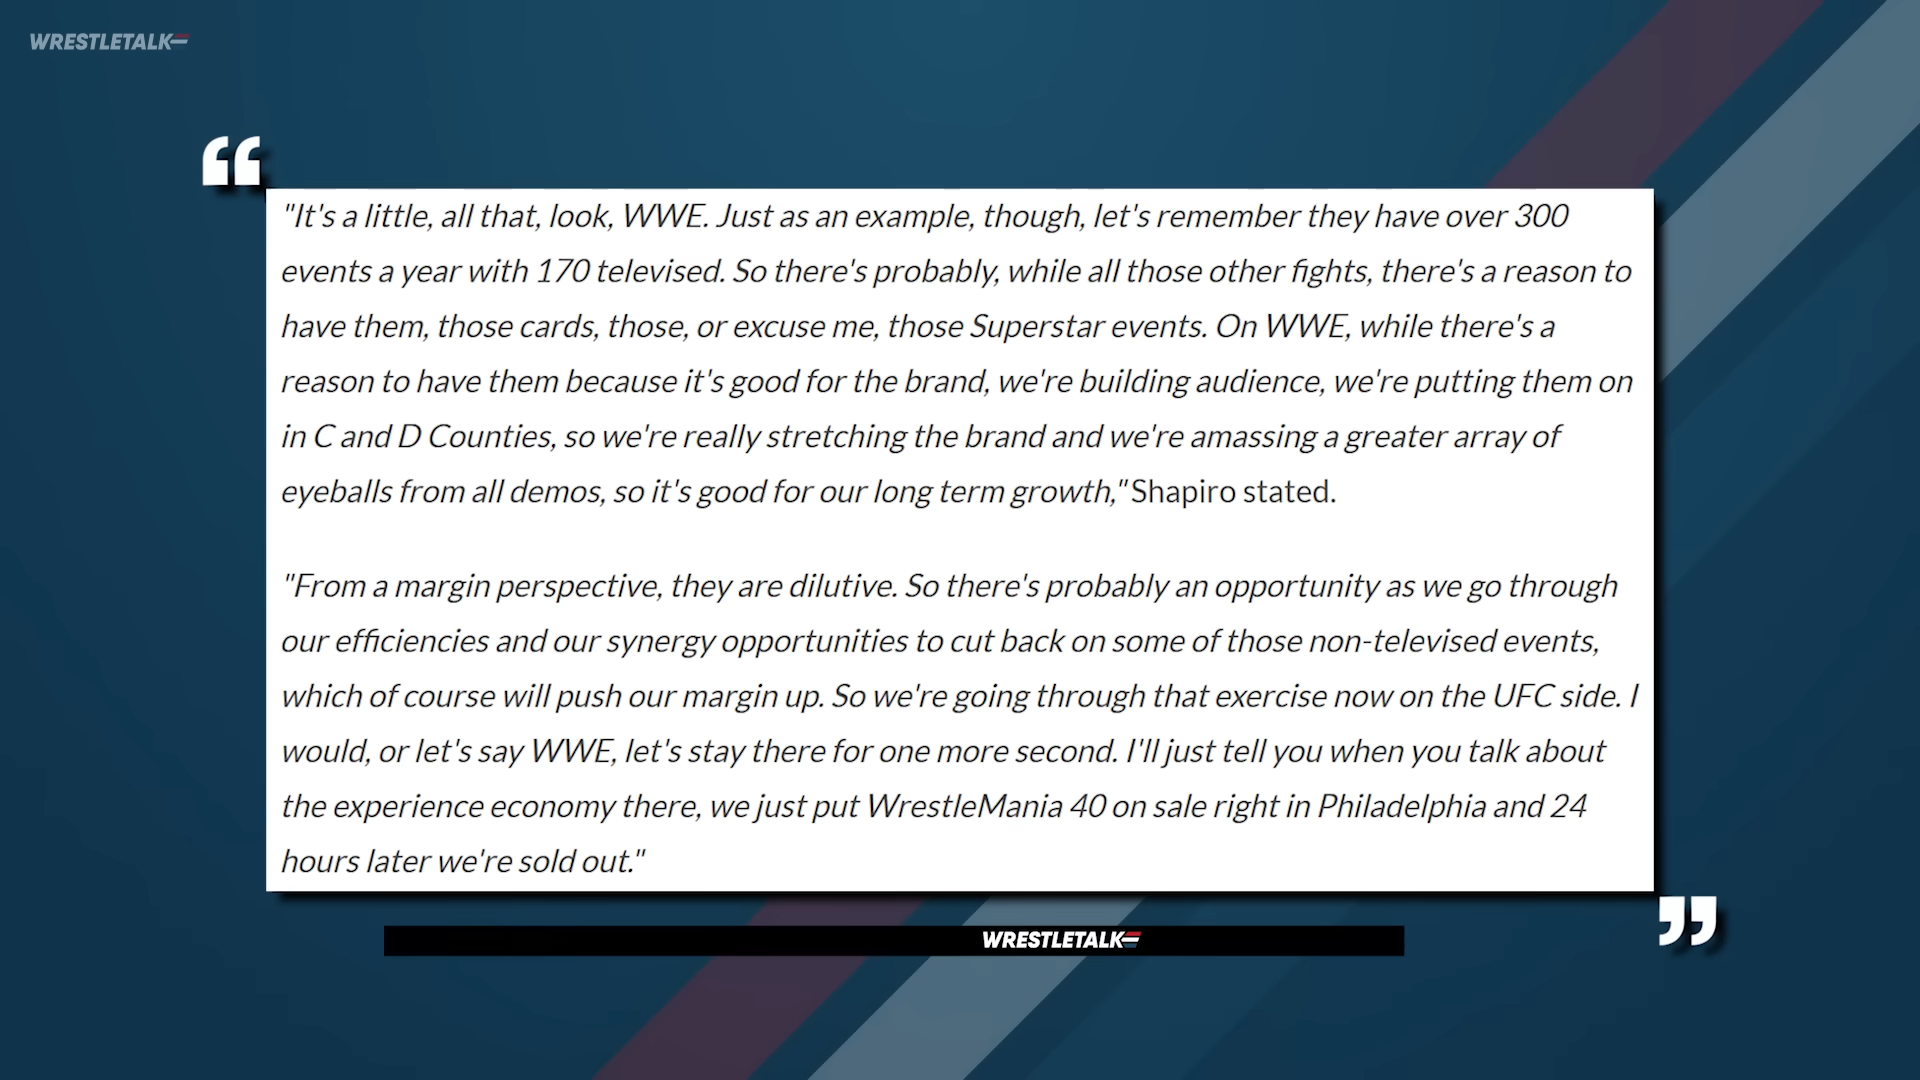 WRESTLETALK
“
"It's a little, all that, look, WWE. Just as an example, though, let's remember they have over 300
events a year with 170 televised. So there's probably, while all those other fights, there's a reason to
have them, those cards, those, or excuse me, those Superstar events. On WWE, while there's a
reason to have them because it's good for the brand, we're building audience, we're putting them on
in C and D Counties, so we're really stretching the brand and we're amassing a greater array of
eyeballs from all demos, so it's good for our long term growth," Shapiro stated.
"From a margin perspective, they are dilutive. So there's probably an opportunity as we go through
our efficiencies and our synergy opportunities to cut back on some of those non-televised events,
which of course will push our margin up. So we're going through that exercise now on the UFC side. I
would, or let's say WWE, let's stay there for one more second. I'll just tell you when you talk about
the experience economy there, we just put WrestleMania 40 on sale right in Philadelphia and 24
hours later we're sold out."
”
WRESTLETALK